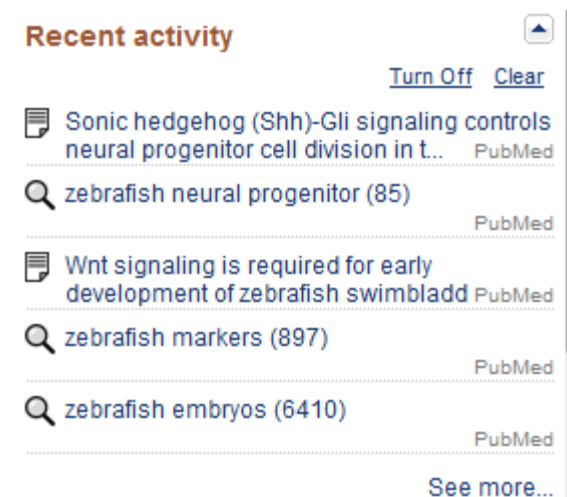 Recent activity
Turn Off Clear
Sonic hedgehog (Shh)-Gli signaling controls
neural progenitor cell division in t... PubMed
zebrafish neural progenitor (85)
PubMed
Wnt signaling is required for early
development of zebrafish swimbladd PubMed
zebrafish markers (897)
PubMed
zebrafish embryos (6410)
PubMed
See more...